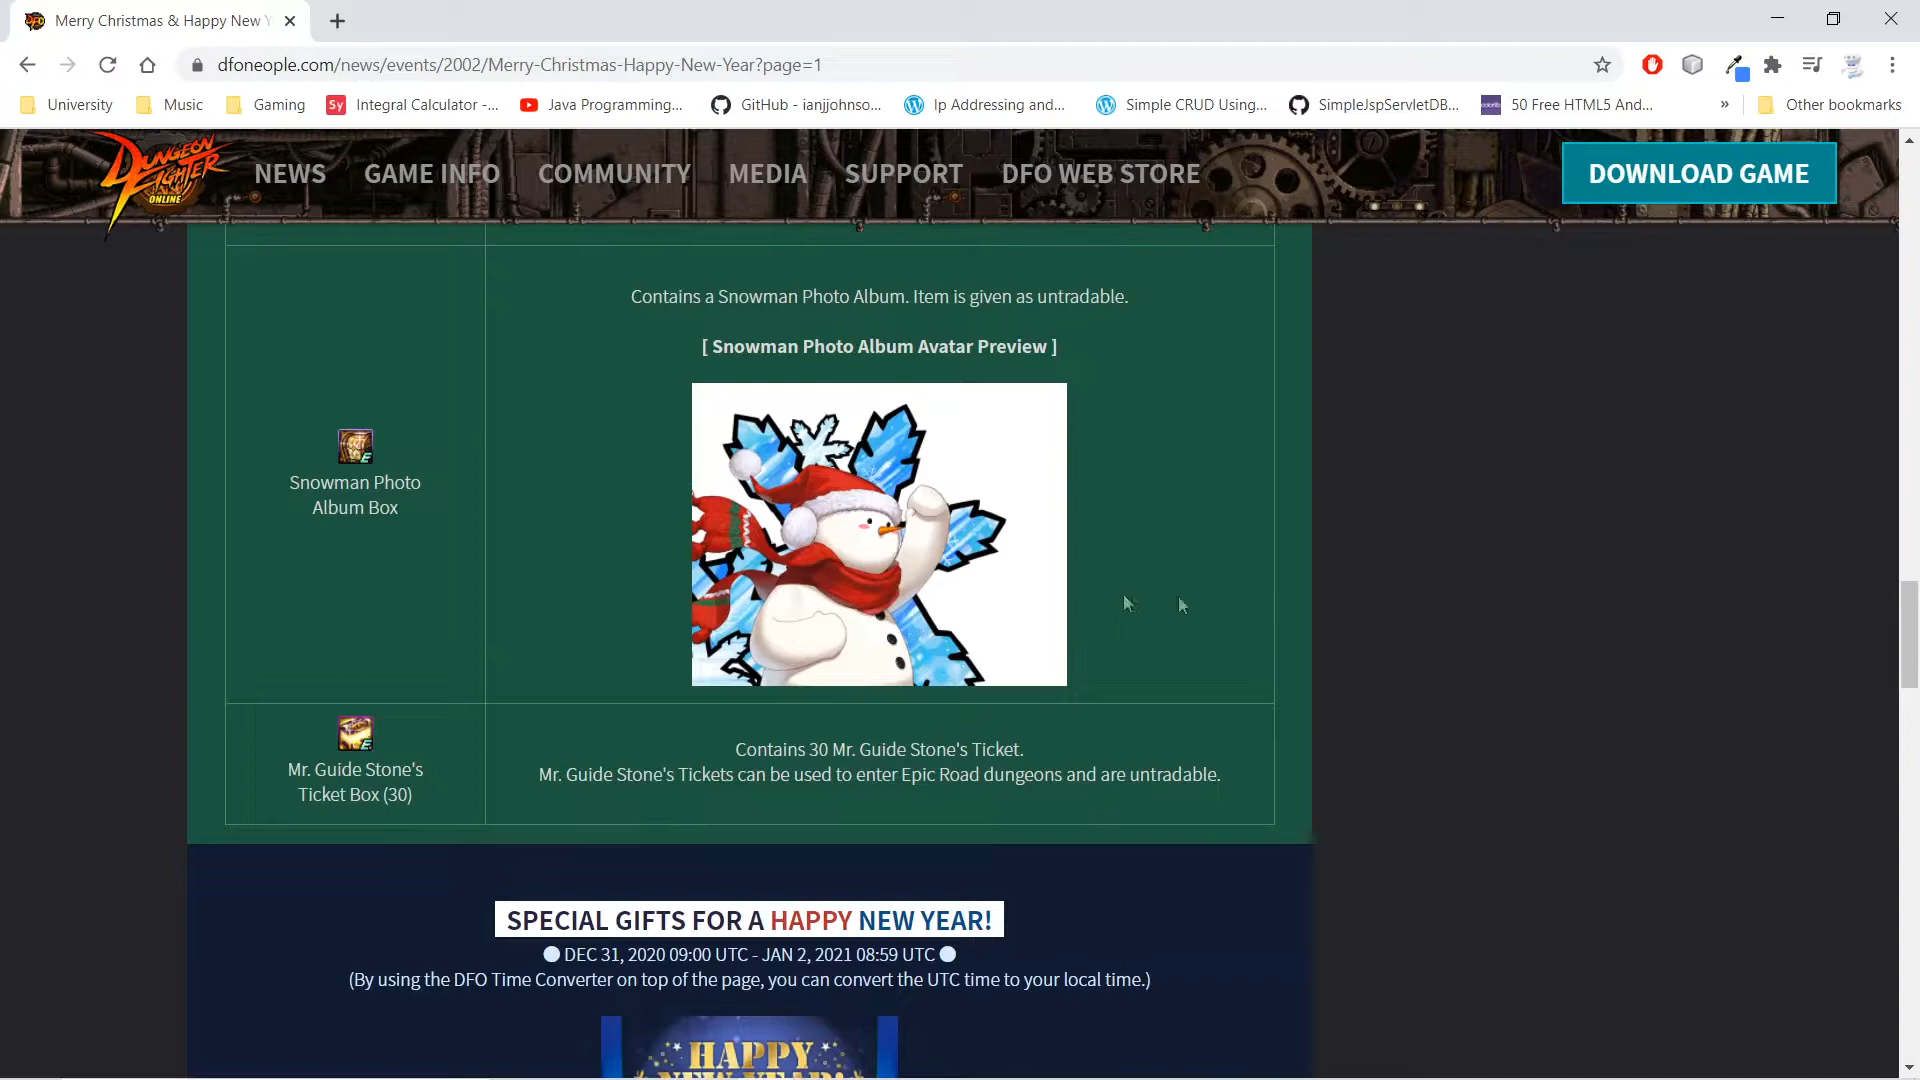 Merry Christmas & Happy New Y
dfoneople.com/news/events/2002/Merry-Christmas-Happy-New-Year?page=1
University
Music
Gaming
Sy
Integral Calculator -...
Java Programming...
GitHub - ianjjohnso...
Ip Addressing and...
Simple CRUD Using...
SimpleJspServletDB...
50 Free HTML5 And...
»
Other bookmarks
DUNGEON FIGHTER ONLINE
NEWS
GAME INFO
COMMUNITY
MEDIA
SUPPORT
DFO WEB STORE
DOWNLOAD GAME
Contains a Snowman Photo Album. Item is given as untradable.
[ Snowman Photo Album Avatar Preview ]
Snowman Photo
Album Box
Mr. Guide Stone's
Ticket Box (30)
Contains 30 Mr. Guide Stone's Ticket.
Mr. Guide Stone's Tickets can be used to enter Epic Road dungeons and are untradable.
SPECIAL GIFTS FOR A HAPPY NEW YEAR!
DEC 31, 2020 09:00 UTC - JAN 2, 2021 08:59 UTC
(By using the DFO Time Converter on top of the page, you can convert the UTC time to your local time.)
HAPPY
NEW YEAR!